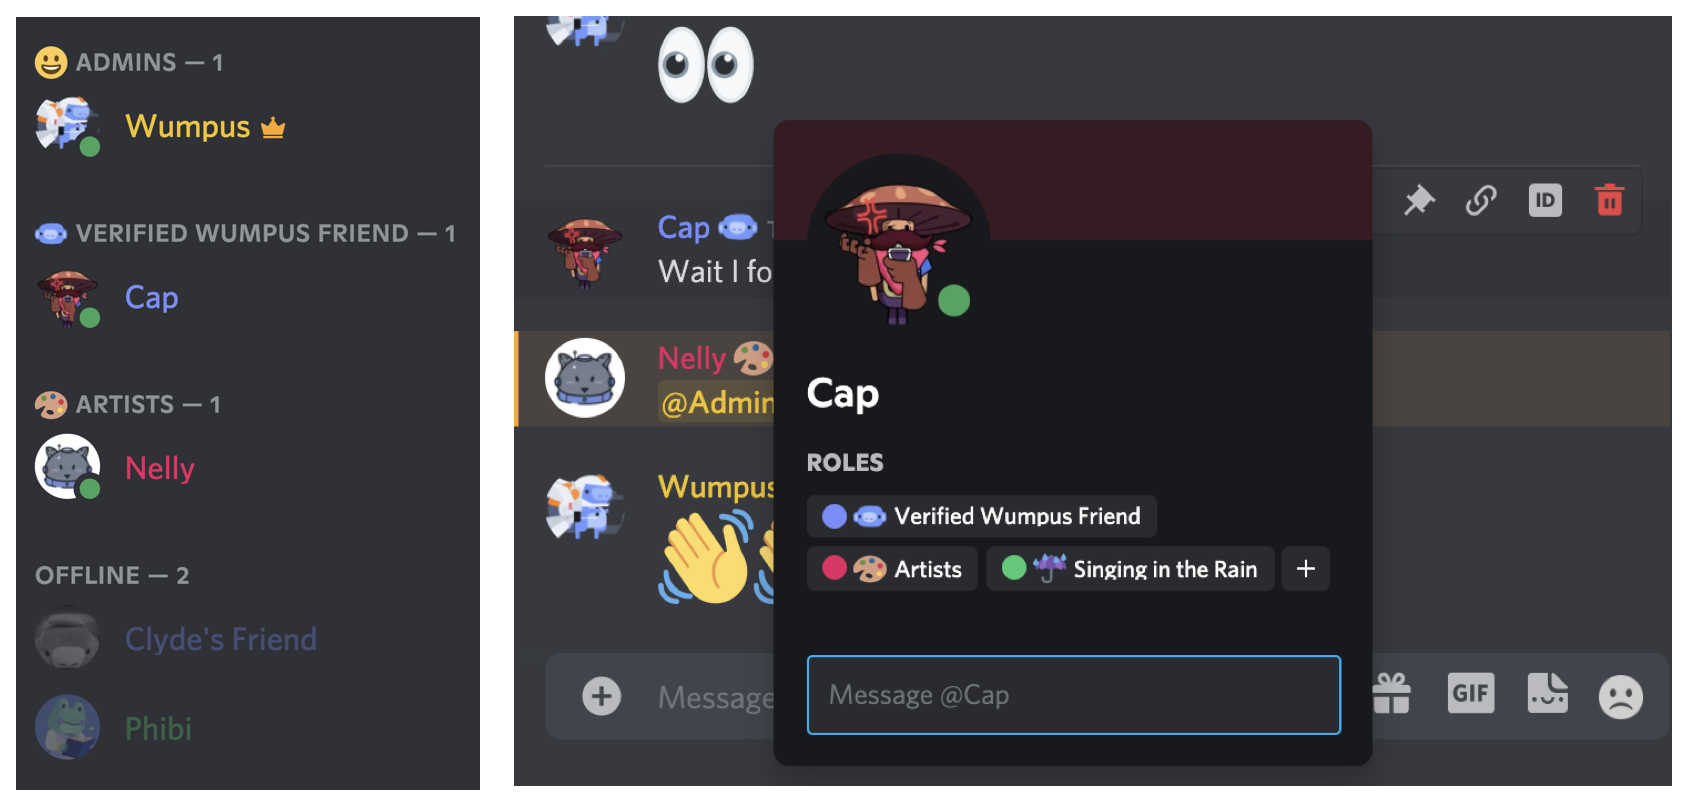 ADMINS — 1
Wumpus
VERIFIED WUMPUS FRIEND — 1
Cap
ARTISTS — 1
Nelly
OFFLINE — 2
Clyde's Friend
Phibi
Cap
Wait I fo
Nelly
@Admin
Wumpus
Message
ID
GIF
Cap
ROLES
Verified Wumpus Friend
Artists
Singing in the Rain
Message @Cap